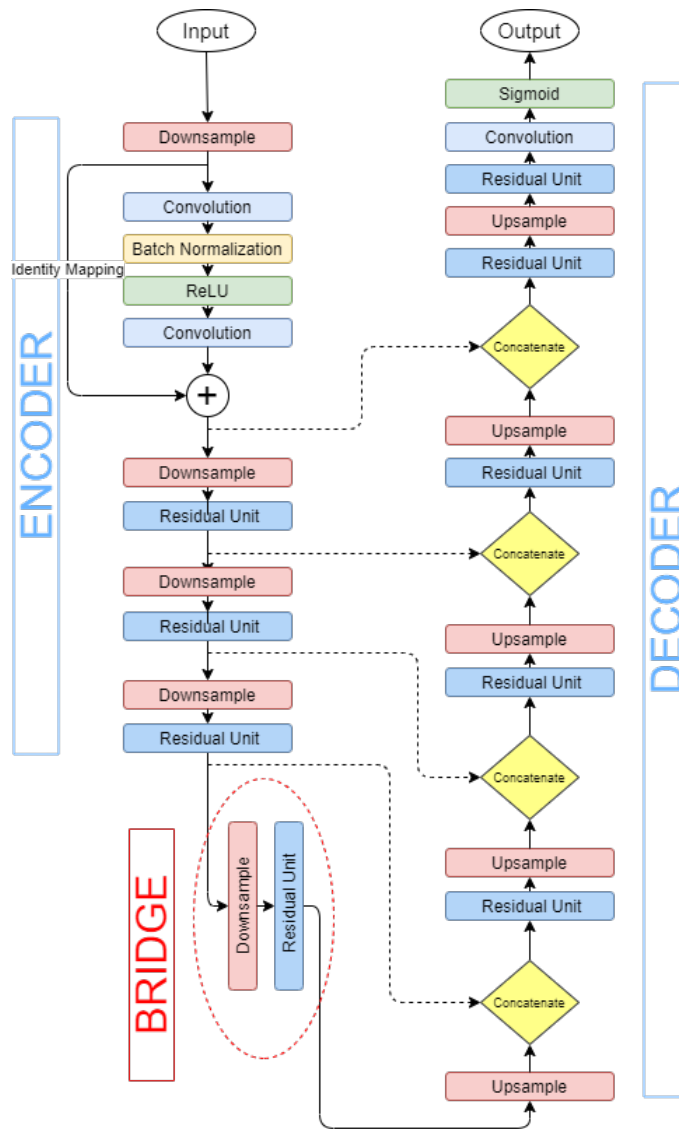 Input
Downsample
Convolution
Batch Normalization
Identity Mapping
ReLU
Convolution
+
Downsample
Residual Unit
Downsample
Residual Unit
Downsample
Residual Unit
ENCODER
BRIDGE
Downsample
Residual Unit
Output
Sigmoid
Convolution
Residual Unit
Upsample
Residual Unit
Concatenate
Upsample
Residual Unit
Concatenate
Upsample
Residual Unit
Concatenate
Upsample
Residual Unit
Concatenate
Upsample
DECODER